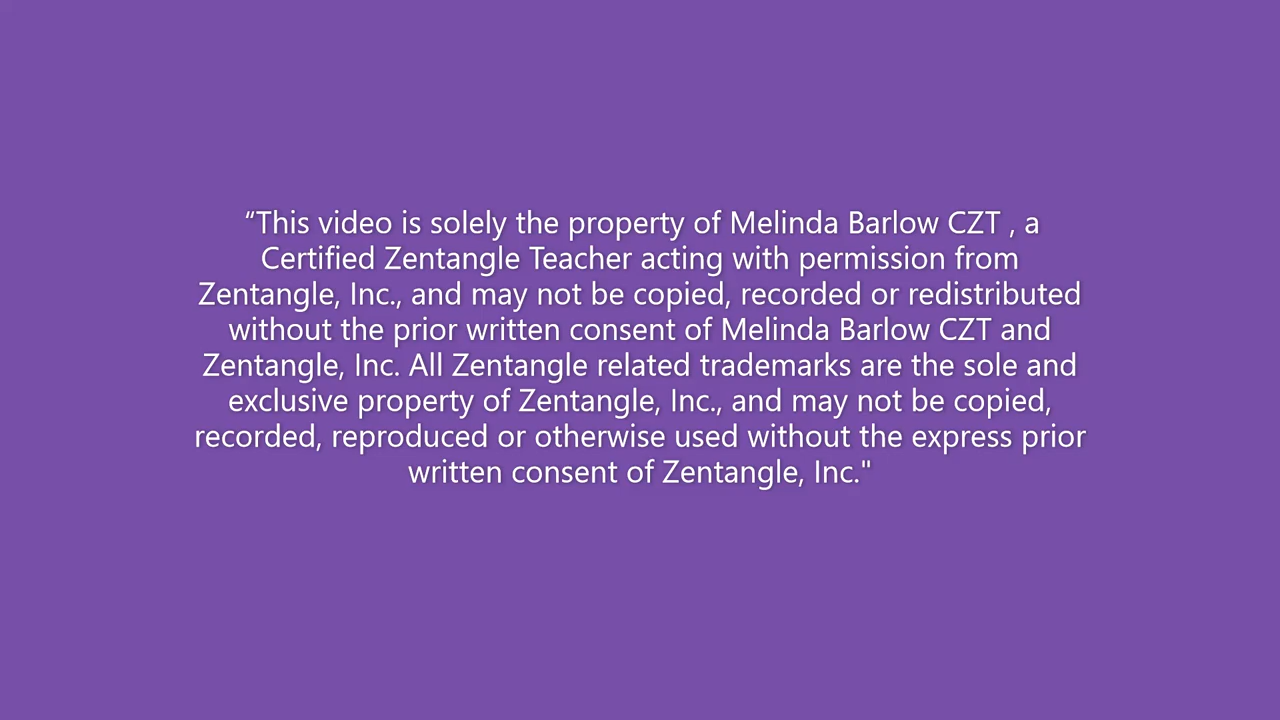 “This video is solely the property of Melinda Barlow CZT , a
Certified Zentangle Teacher acting with permission from
Zentangle, Inc., and may not be copied, recorded or redistributed
without the prior written consent of Melinda Barlow CZT and
Zentangle, Inc. All Zentangle related trademarks are the sole and
exclusive property of Zentangle, Inc., and may not be copied,
recorded, reproduced or otherwise used without the express prior
written consent of Zentangle, Inc."